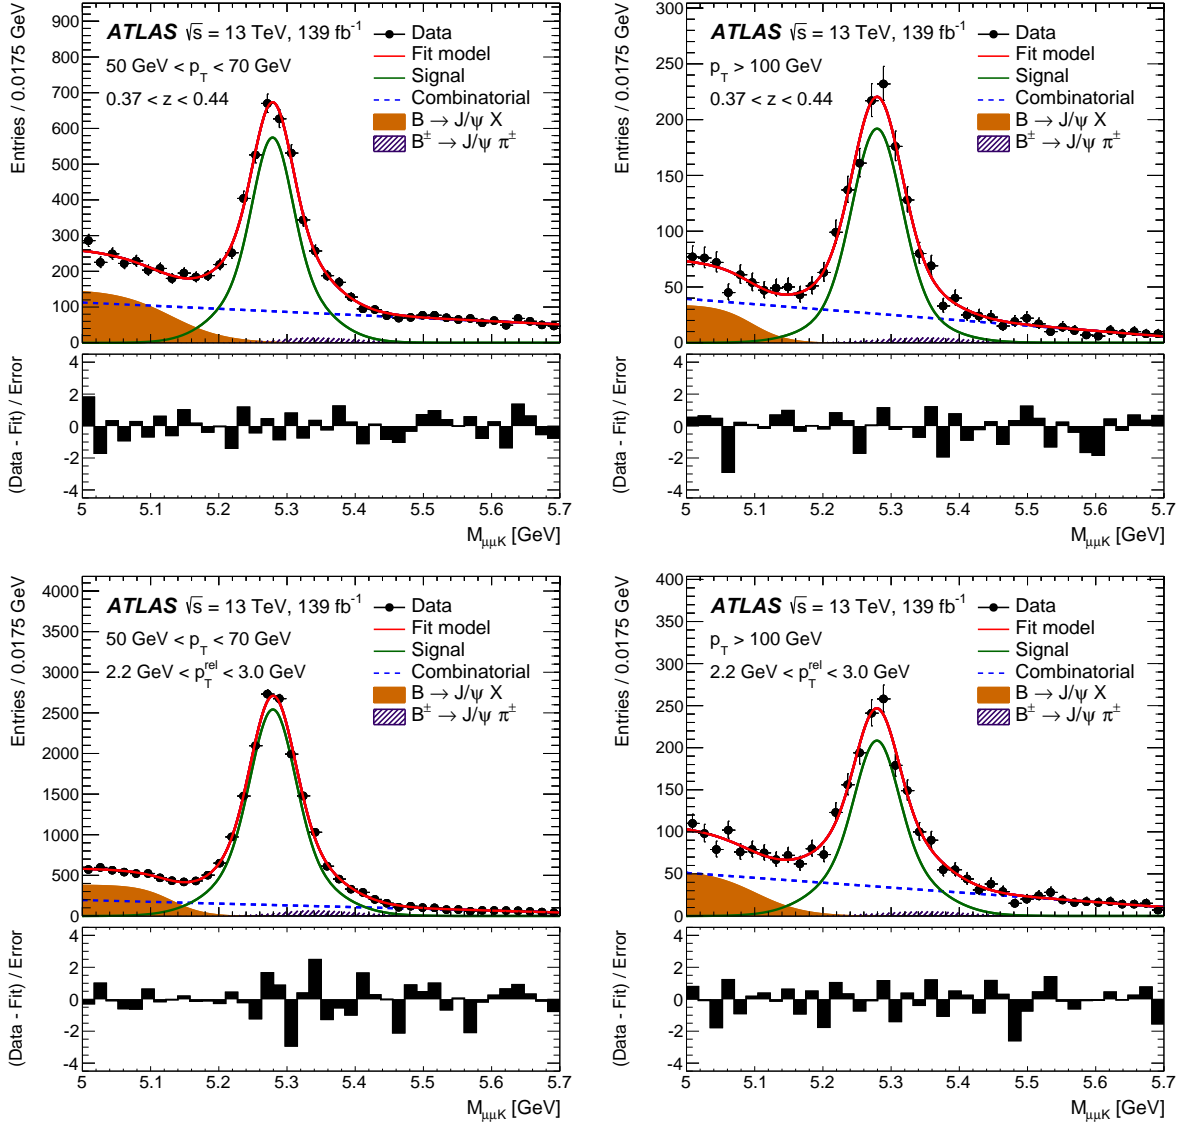 Entries / 0.0175 GeV
900
800
700
600
500
400
300
200
100
0
ATLAS √s = 13 TeV, 139 fb⁻¹
50 GeV < p_T < 70 GeV
0.37 < z < 0.44
Data
Fit model
Signal
Combinatorial
B → J/ψ X
B± → J/ψ π±
(Data - Fit) / Error
4
2
0
−2
−4
5 5.1 5.2 5.3 5.4 5.5 5.6 5.7
M_μμK [GeV]
Entries / 0.0175 GeV
300
250
200
150
100
50
0
ATLAS √s = 13 TeV, 139 fb⁻¹
p_T > 100 GeV
0.37 < z < 0.44
Data
Fit model
Signal
Combinatorial
B → J/ψ X
B± → J/ψ π±
(Data - Fit) / Error
4
2
0
−2
−4
5 5.1 5.2 5.3 5.4 5.5 5.6 5.7
M_μμK [GeV]
Entries / 0.0175 GeV
4000
3500
3000
2500
2000
1500
1000
500
0
ATLAS √s = 13 TeV, 139 fb⁻¹
50 GeV < p_T < 70 GeV
2.2 GeV < p_T^rel < 3.0 GeV
Data
Fit model
Signal
Combinatorial
B → J/ψ X
B± → J/ψ π±
(Data - Fit) / Error
4
2
0
−2
−4
5 5.1 5.2 5.3 5.4 5.5 5.6 5.7
M_μμK [GeV]
Entries / 0.0175 GeV
400
350
300
250
200
150
100
50
0
ATLAS √s = 13 TeV, 139 fb⁻¹
p_T > 100 GeV
2.2 GeV < p_T^rel < 3.0 GeV
Data
Fit model
Signal
Combinatorial
B → J/ψ X
B± → J/ψ π±
(Data - Fit) / Error
4
2
0
−2
−4
5 5.1 5.2 5.3 5.4 5.5 5.6 5.7
M_μμK [GeV]